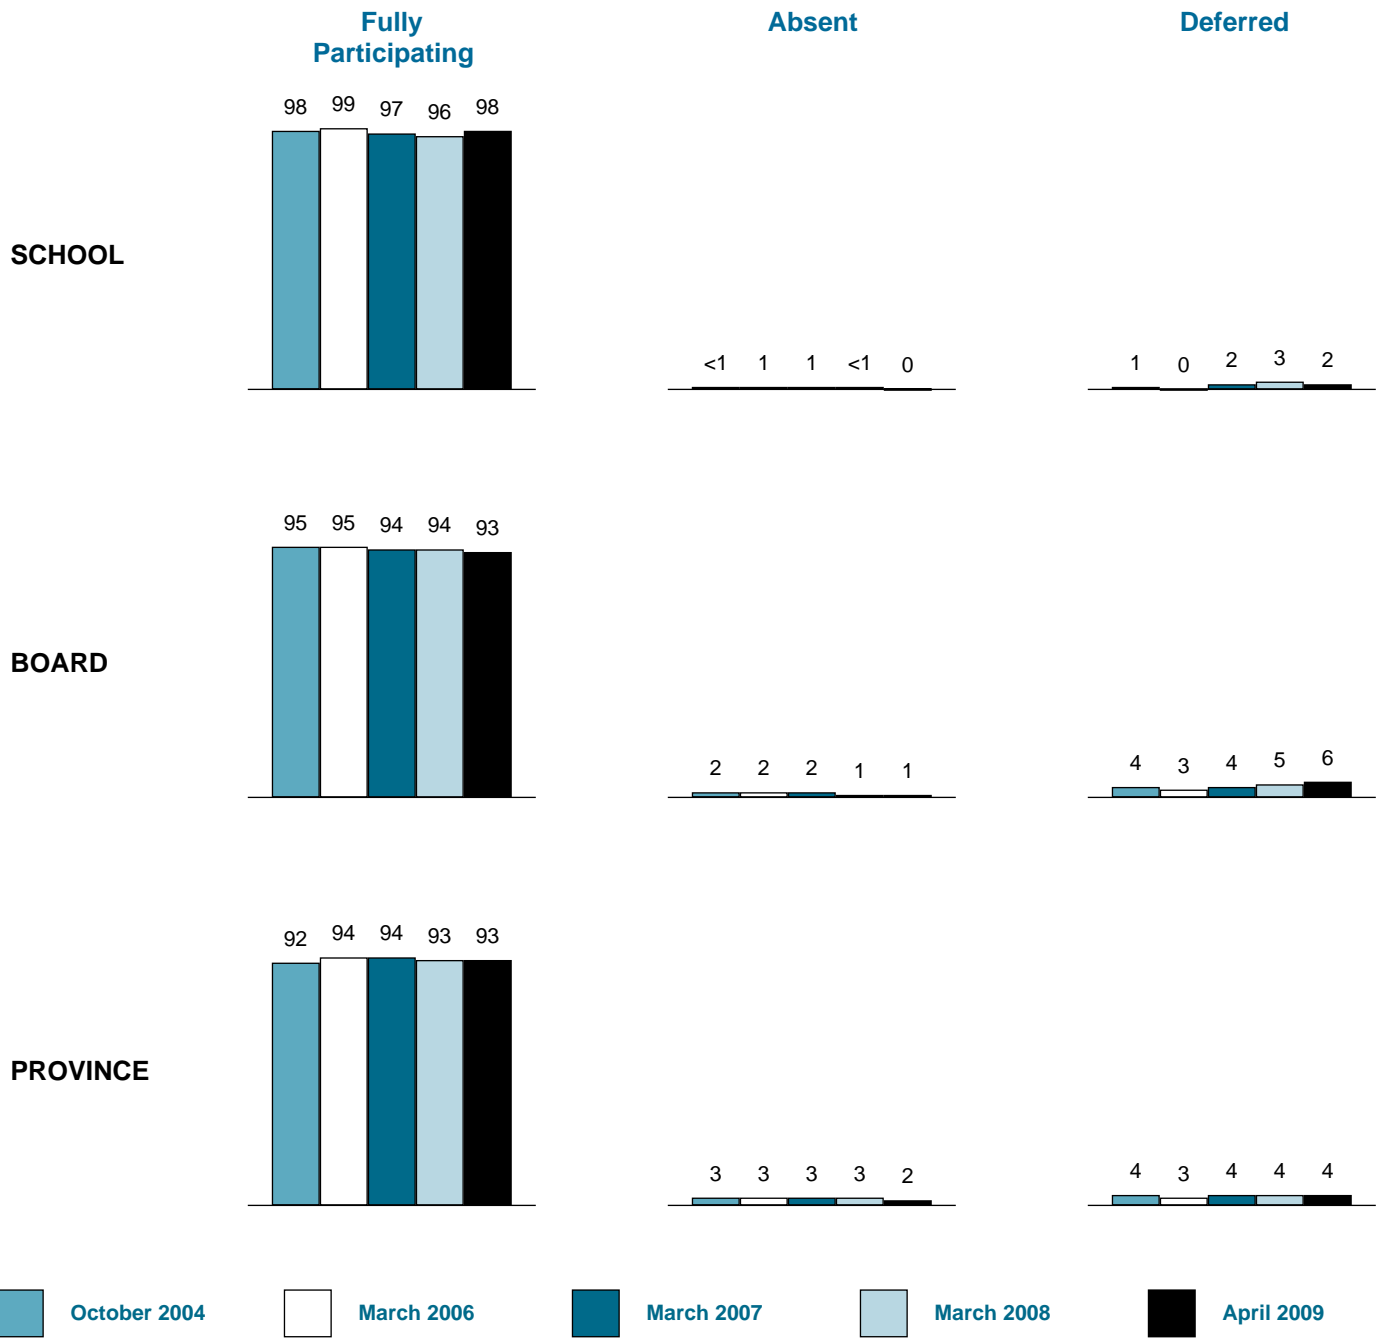 Fully
Participating
Absent
Deferred
98 99 97 96 98
SCHOOL
<1 1 1 <1 0
1 0 2 3 2
95 95 94 94 93
BOARD
2 2 2 1 1
4 3 4 5 6
92 94 94 93 93
PROVINCE
3 3 3 3 2
4 3 4 4 4
October 2004
March 2006
March 2007
March 2008
April 2009